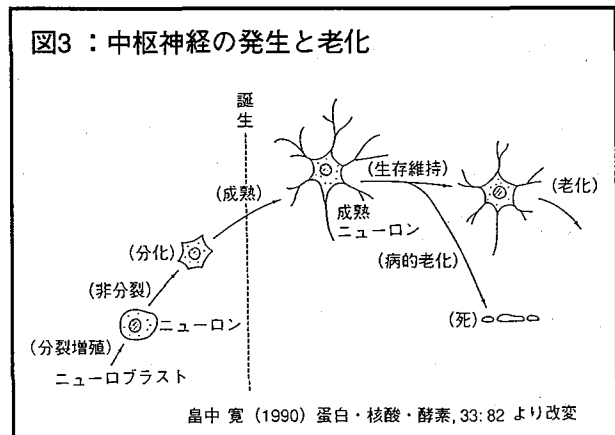 図3：中枢神経の発生と老化
誕生
(成熟)
(生存維持)
(老化)
成熟
ニューロン
(分化)
(病的老化)
(非分裂)
(死)
ニューロン
(分裂増殖)
ニューロブラスト
畠中 寛 (1990) 蛋白・核酸・酵素, 33: 82 より改変